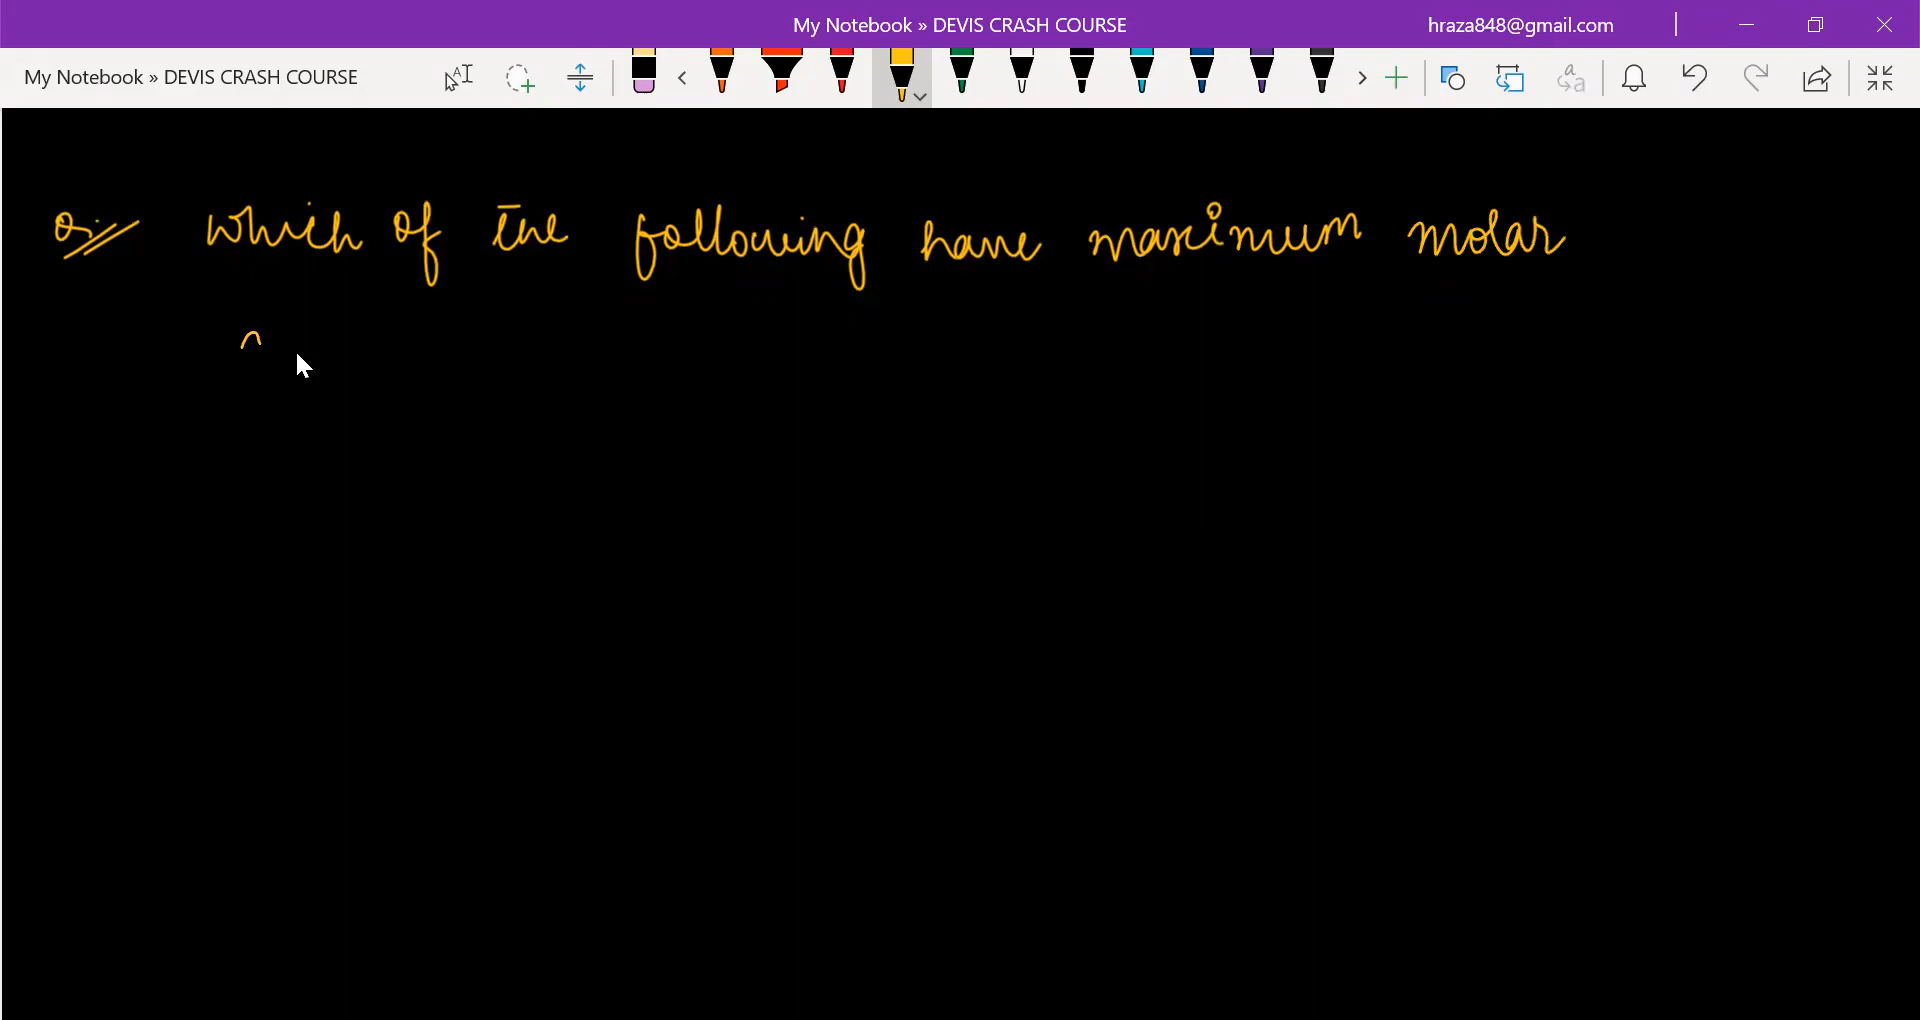 My Notebook » DEVIS CRASH COURSE
hraza848@gmail.com
My Notebook » DEVIS CRASH COURSE
Q:- which of the following have maximum molar